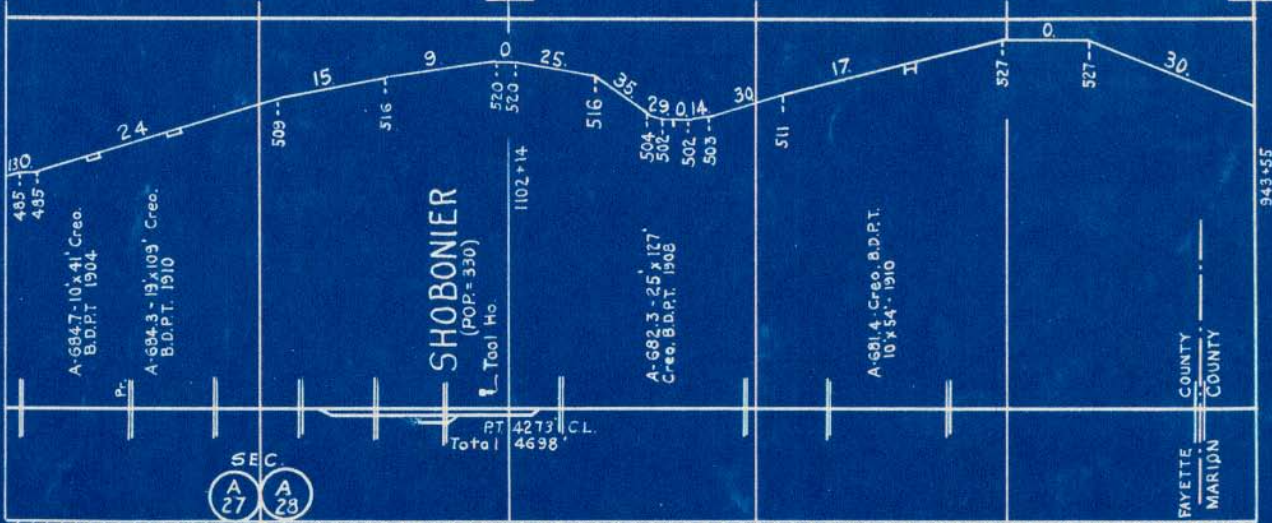 130.
24
15
9
0
25.
35
29.
0.
14.
30
17.
0.
30.
485--
485--
509--
516--
520--
520--
516--
504--
502--
502--
503--
511--
527--
527--
A-684.7-10'x41' Creo.
B.D.P.T. 1904
A-684.3-19'x109' Creo.
B.D.P.T. 1910
SHOBONIER
(POP.=330)
Tool Ho.
1102+14
A-682.3-25'x127'
Creo. B.D.P.T. 1908
A-681.4-Creo. B.D.P.T.
10'x54'-1910
943+55
Pr.
P.T. 4273' C.L.
Total 4698'
SEC.
A
27
A
28
FAYETTE COUNTY
MARION COUNTY